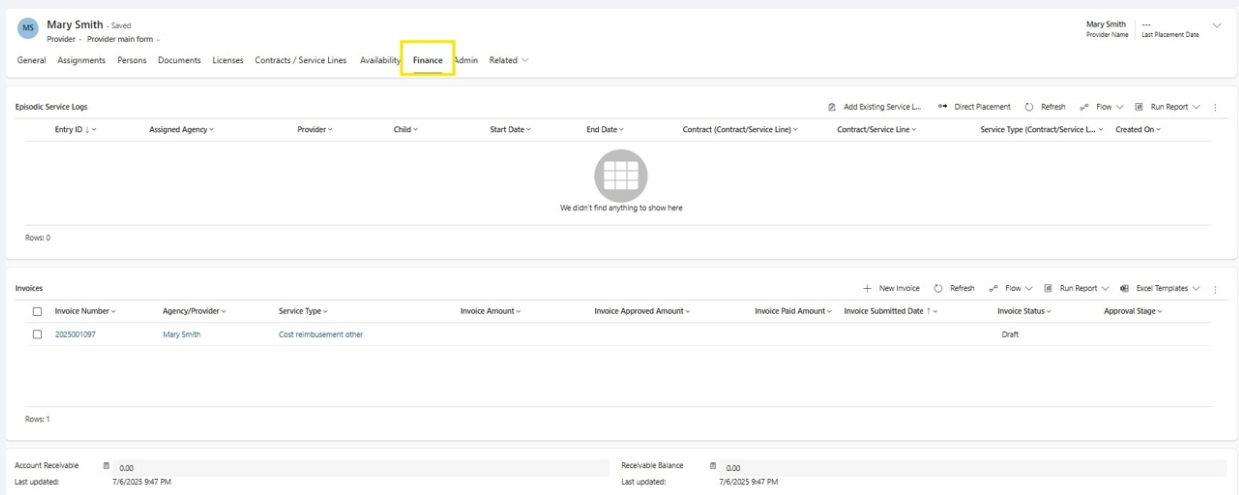 MS Mary Smith - Saved
Provider · Provider main form
Mary Smith
Provider Name
---
Last Placement Date
General Assignments Persons Documents Licenses Contracts / Service Lines Availability Finance Admin Related
Episodic Service Logs
Add Existing Service L... Direct Placement Refresh Flow Run Report
Entry ID ↓ Assigned Agency Provider Child Start Date End Date Contract (Contract/Service Line) Contract/Service Line Service Type (Contract/Service L... Created On
We didn't find anything to show here
Rows: 0
Invoices
New Invoice Refresh Flow Run Report Excel Templates
Invoice Number Agency/Provider Service Type Invoice Amount Invoice Approved Amount Invoice Paid Amount Invoice Submitted Date ↑ Invoice Status Approval Stage
2025001097 Mary Smith Cost reimbusement other Draft
Rows: 1
Account Receivable 0.00 Receivable Balance 0.00
Last updated: 7/6/2025 9:47 PM Last updated: 7/6/2025 9:47 PM